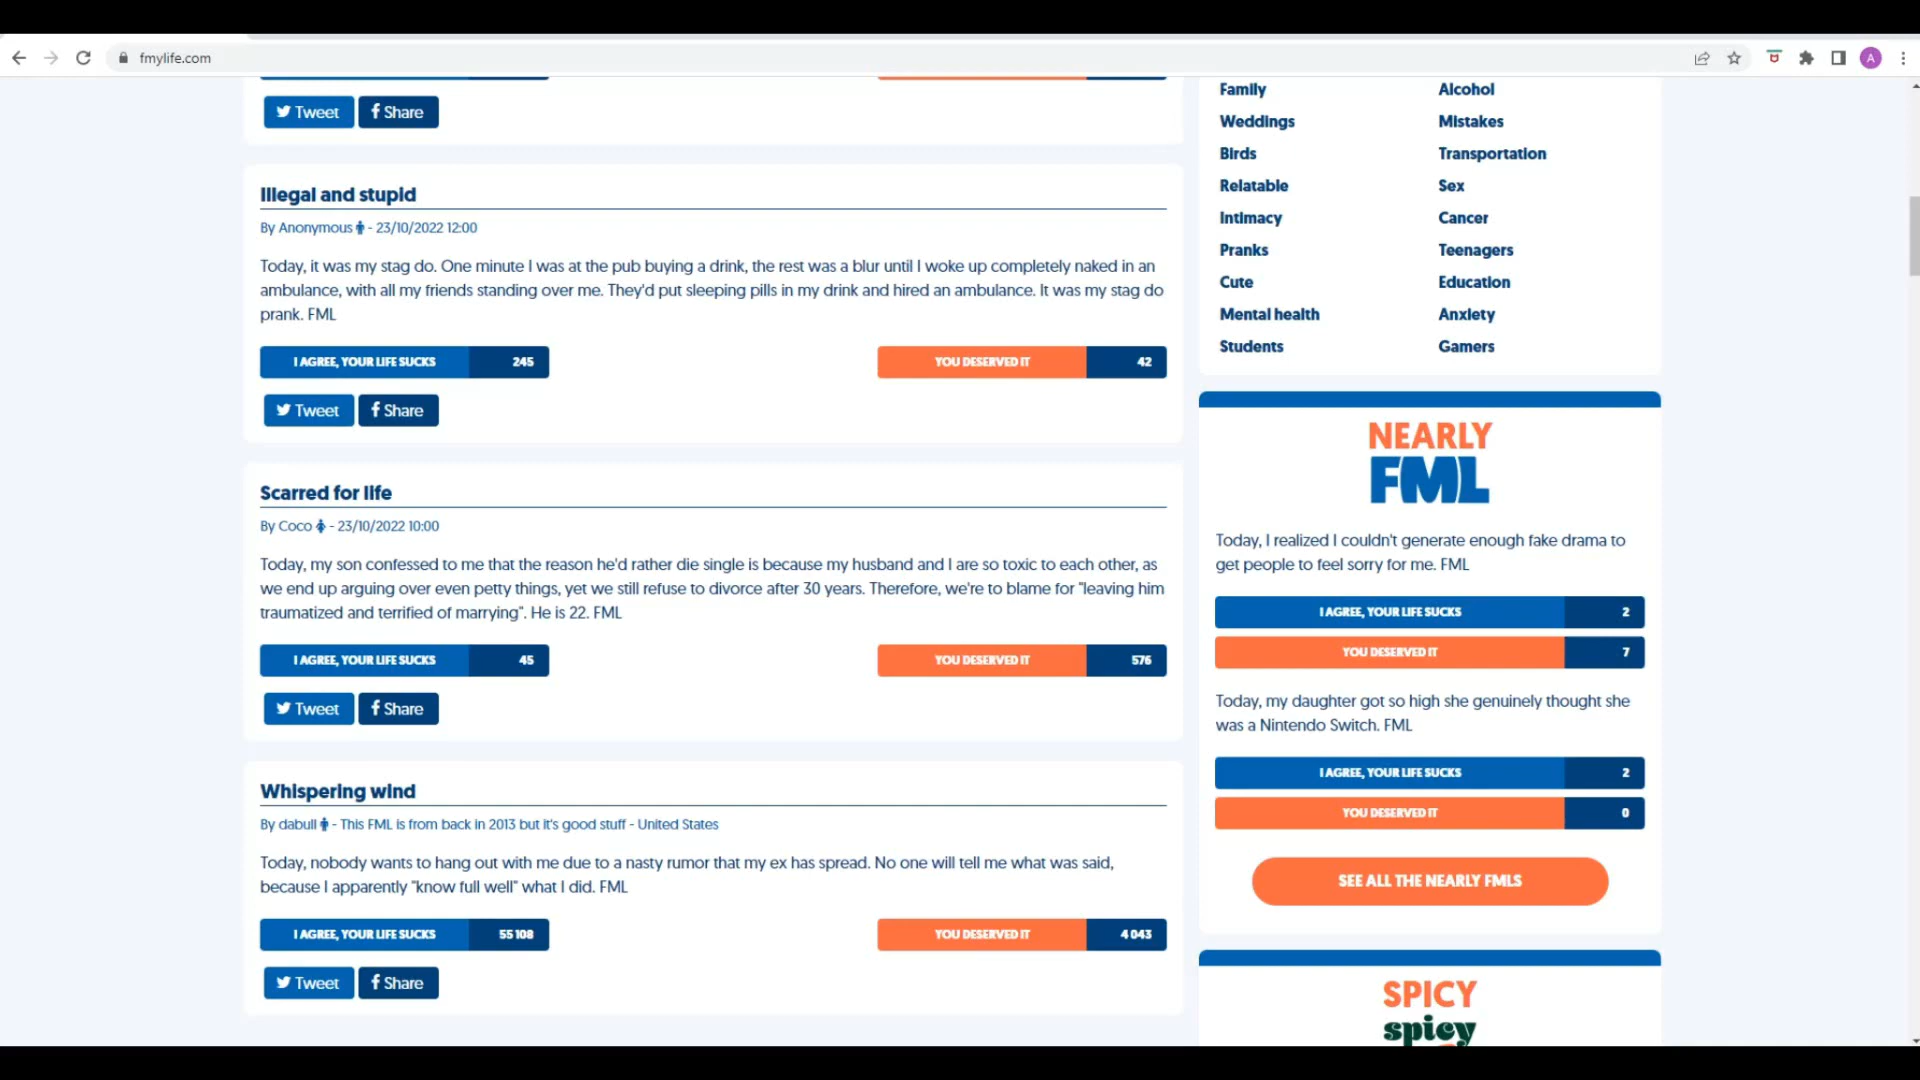 fmylife.com
A
Tweet Share
Illegal and stupid
By Anonymous - 23/10/2022 12:00
Today, it was my stag do. One minute I was at the pub buying a drink, the rest was a blur until I woke up completely naked in an
ambulance, with all my friends standing over me. They'd put sleeping pills in my drink and hired an ambulance. It was my stag do
prank. FML
I AGREE, YOUR LIFE SUCKS 245
YOU DESERVED IT 42
Tweet Share
Scarred for life
By Coco - 23/10/2022 10:00
Today, my son confessed to me that the reason he'd rather die single is because my husband and I are so toxic to each other, as
we end up arguing over even petty things, yet we still refuse to divorce after 30 years. Therefore, we're to blame for "leaving him
traumatized and terrified of marrying". He is 22. FML
I AGREE, YOUR LIFE SUCKS 45
YOU DESERVED IT 576
Tweet Share
Whispering wind
By dabull - This FML is from back in 2013 but it's good stuff - United States
Today, nobody wants to hang out with me due to a nasty rumor that my ex has spread. No one will tell me what was said,
because I apparently "know full well" what I did. FML
I AGREE, YOUR LIFE SUCKS 55 108
YOU DESERVED IT 4 043
Tweet Share
Family Alcohol
Weddings Mistakes
Birds Transportation
Relatable Sex
Intimacy Cancer
Pranks Teenagers
Cute Education
Mental health Anxiety
Students Gamers
NEARLY
FML
Today, I realized I couldn't generate enough fake drama to
get people to feel sorry for me. FML
I AGREE, YOUR LIFE SUCKS 2
YOU DESERVED IT 7
Today, my daughter got so high she genuinely thought she
was a Nintendo Switch. FML
I AGREE, YOUR LIFE SUCKS 2
YOU DESERVED IT 0
SEE ALL THE NEARLY FMLS
SPICY
spicy